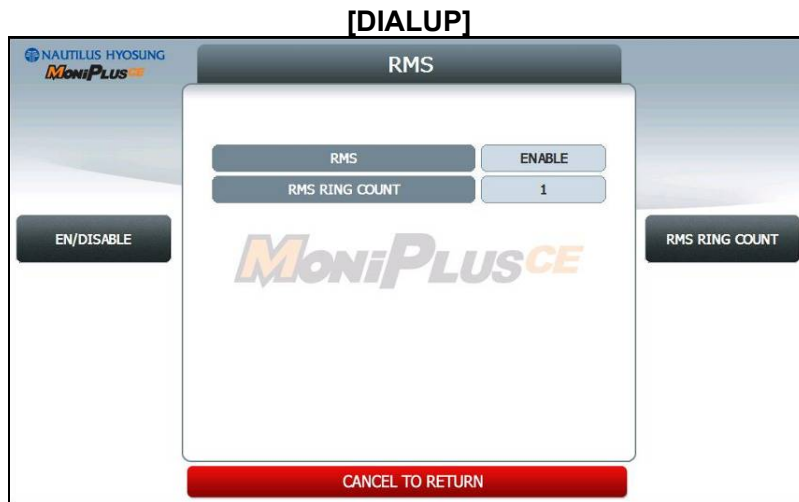 [DIALUP]
NAUTILUS HYOSUNG
MONIPLUSCE
RMS
RMS ENABLE
RMS RING COUNT 1
EN/DISABLE
RMS RING COUNT
MONIPLUSCE
CANCEL TO RETURN